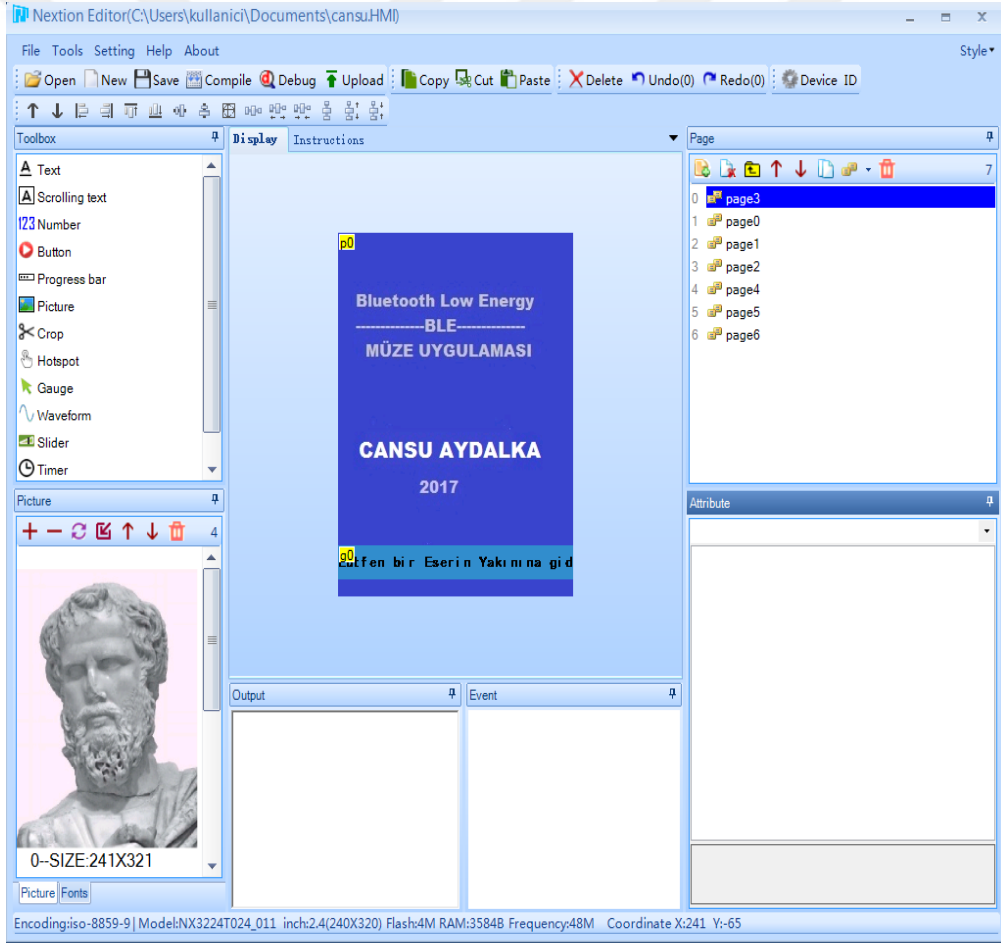 Nextion Editor(C:\Users\kullanici\Documents\cansu.HMI)
File Tools Setting Help About Style
Open New Save Compile Debug Upload Copy Cut Paste Delete Undo(0) Redo(0) Device ID
Toolbox
A Text
A Scrolling text
123 Number
Button
Progress bar
Picture
Crop
Hotspot
Gauge
Waveform
Slider
Timer
Picture
4
0--SIZE:241X321
Picture Fonts
Display Instructions
p0
Bluetooth Low Energy
-------------BLE-------------
MÜZE UYGULAMASI
CANSU AYDALKA
2017
g0
bir Eserin Yakınına gid
Output
Event
Page
7
0 page3
1 page0
2 page1
3 page2
4 page4
5 page5
6 page6
Attribute
Encoding:iso-8859-9| Model:NX3224T024_011 inch:2.4(240X320) Flash:4M RAM:3584B Frequency:48M Coordinate X:241 Y:-65